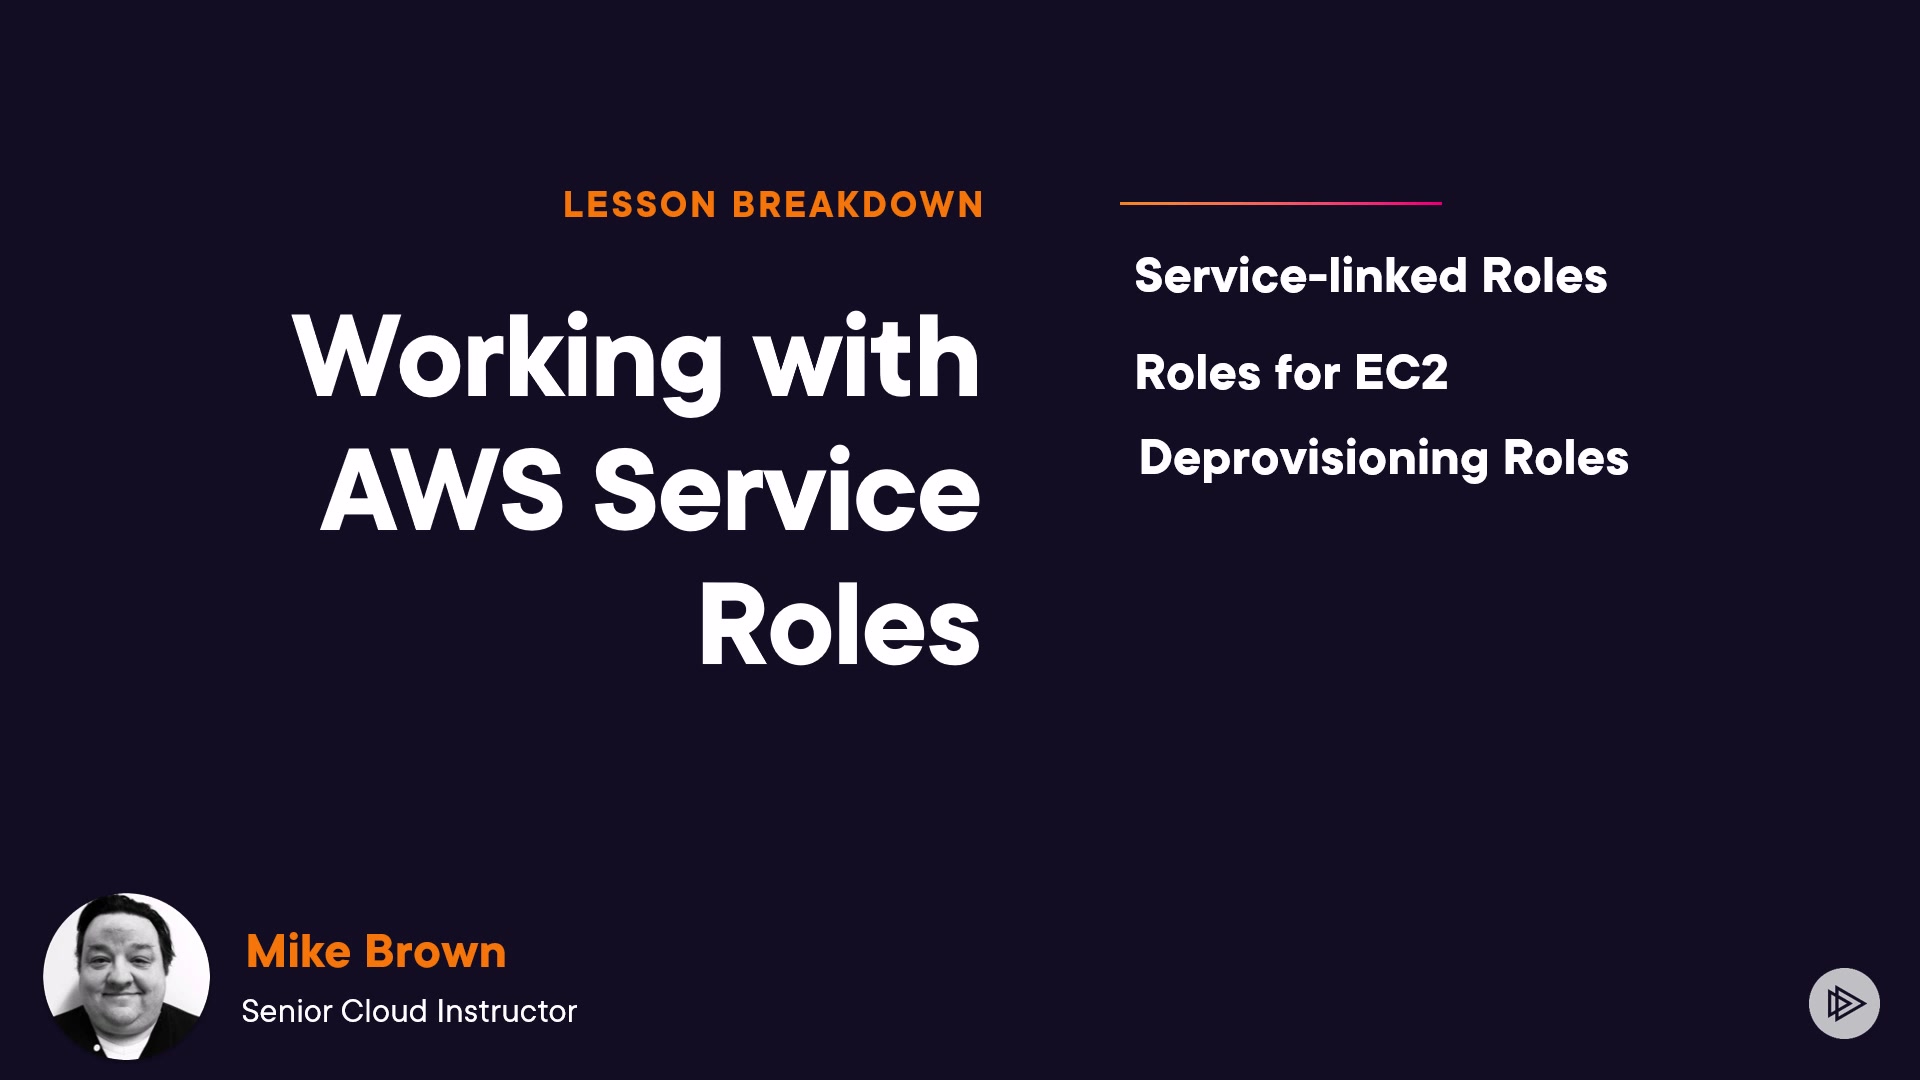 LESSON BREAKDOWN
Working with
AWS Service
Roles
Service-linked Roles
Roles for EC2
Deprovisioning Roles
Mike Brown
Senior Cloud Instructor